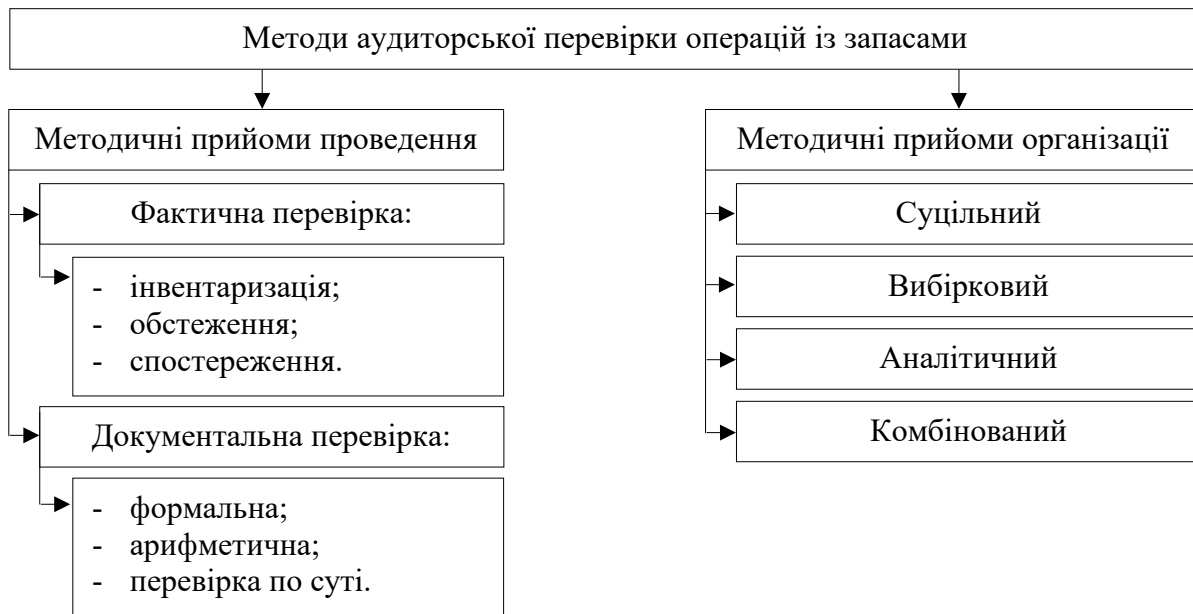 Методи аудиторської перевірки операцій із запасами
Методичні прийоми проведення
Фактична перевірка:
- інвентаризація;
- обстеження;
- спостереження.
Документальна перевірка:
- формальна;
- арифметична;
- перевірка по суті.
Методичні прийоми організації
Суцільний
Вибірковий
Аналітичний
Комбінований